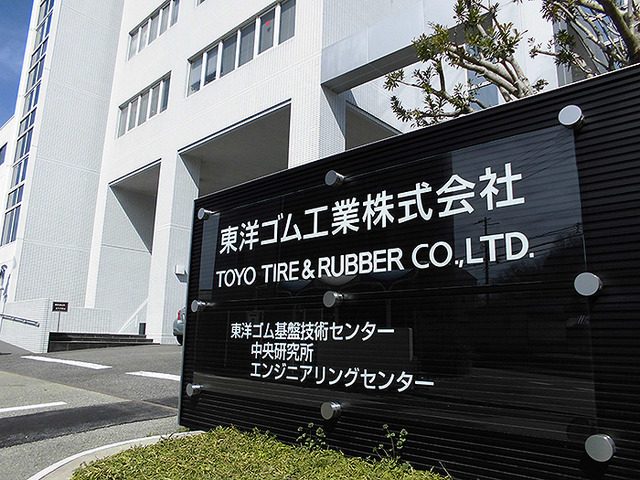 東洋ゴム工業株式会社
TOYO TIRE & RUBBER CO.,LTD.
東洋ゴム基盤技術センター
中央研究所
エンジニアリングセンター